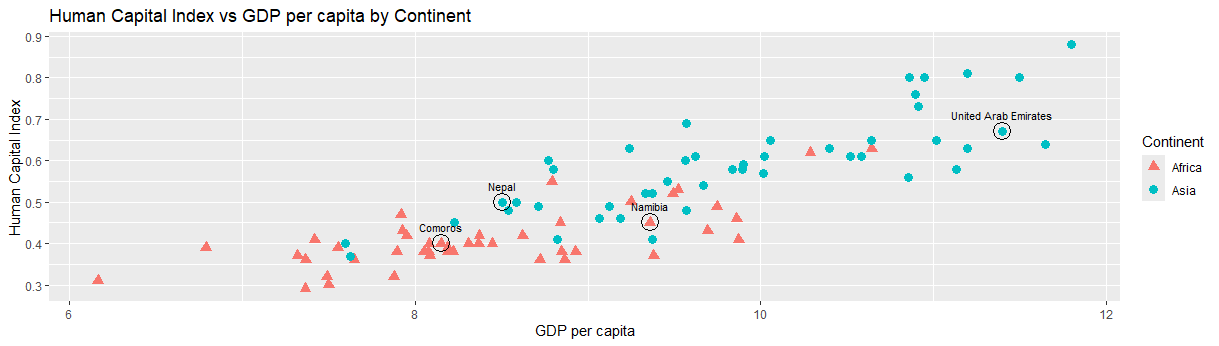 Human Capital Index vs GDP per capita by Continent
Human Capital Index
0.9
0.8
0.7
0.6
0.5
0.4
0.3
United Arab Emirates
Nepal
Namibia
Comoros
6
8
10
12
GDP per capita
Continent
Africa
Asia